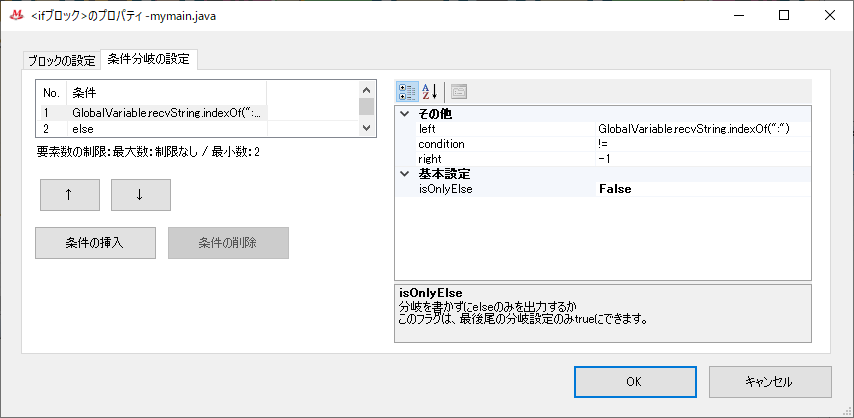 <ifブロック>のプロパティ -mymain.java
ブロックの設定
条件分岐の設定
No. 条件
1 GlobalVariable.recvString.indexOf(":...
2 else
要素数の制限:最大数:制限なし / 最小数:2
↑ ↓
条件の挿入 条件の削除
その他
left GlobalVariable.recvString.indexOf(":")
condition !=
right -1
基本設定
isOnlyElse False
isOnlyElse
分岐を書かずにelseのみを出力するか
このフラグは、最後尾の分岐設定のみtrueにできます。
OK キャンセル